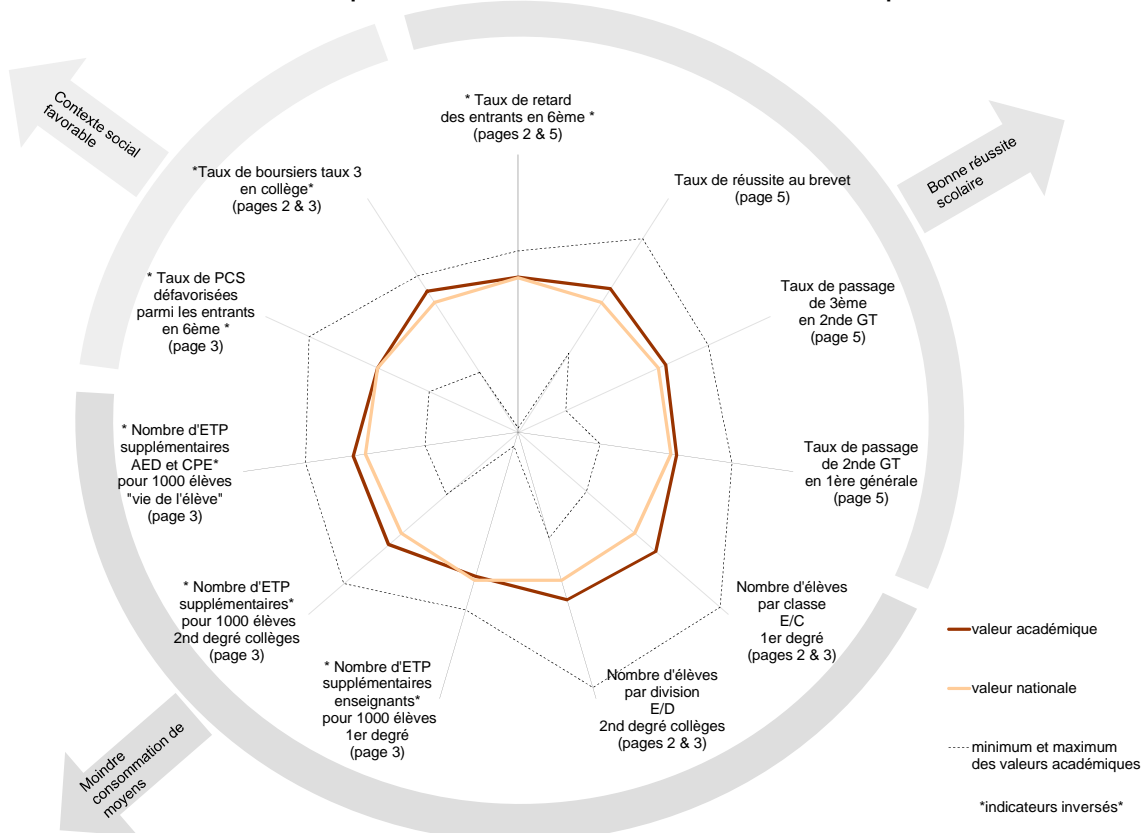 Contexte social
favorable
Bonne réussite
scolaire
* Taux de retard
des entrants en 6ème *
(pages 2 & 5)
*Taux de boursiers taux 3
en collège*
(pages 2 & 3)
Taux de réussite au brevet
(page 5)
* Taux de PCS
défavorisées
parmi les entrants
en 6ème *
(page 3)
Taux de passage
de 3ème
en 2nde GT
(page 5)
* Nombre d'ETP
supplémentaires
AED et CPE*
pour 1000 élèves
"vie de l'élève"
(page 3)
Taux de passage
de 2nde GT
en 1ère générale
(page 5)
* Nombre d'ETP
supplémentaires*
pour 1000 élèves
2nd degré collèges
(page 3)
Nombre d'élèves
par classe
E/C
1er degré
(pages 2 & 3)
* Nombre d'ETP
supplémentaires
enseignants*
pour 1000 élèves
1er degré
(page 3)
Nombre d'élèves
par division
E/D
2nd degré collèges
(pages 2 & 3)
Moindre
consommation de
moyens
valeur académique
valeur nationale
minimum et maximum
des valeurs académiques
*indicateurs inversés*